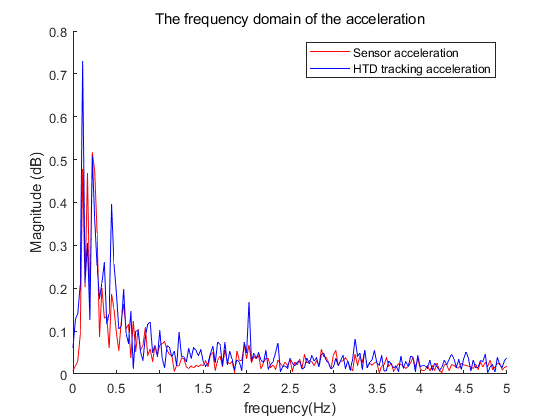 The frequency domain of the acceleration
Sensor acceleration
HTD tracking acceleration
Magnitude (dB)
0.8
0.7
0.6
0.5
0.4
0.3
0.2
0.1
0
0 0.5 1 1.5 2 2.5 3 3.5 4 4.5 5
frequency(Hz)